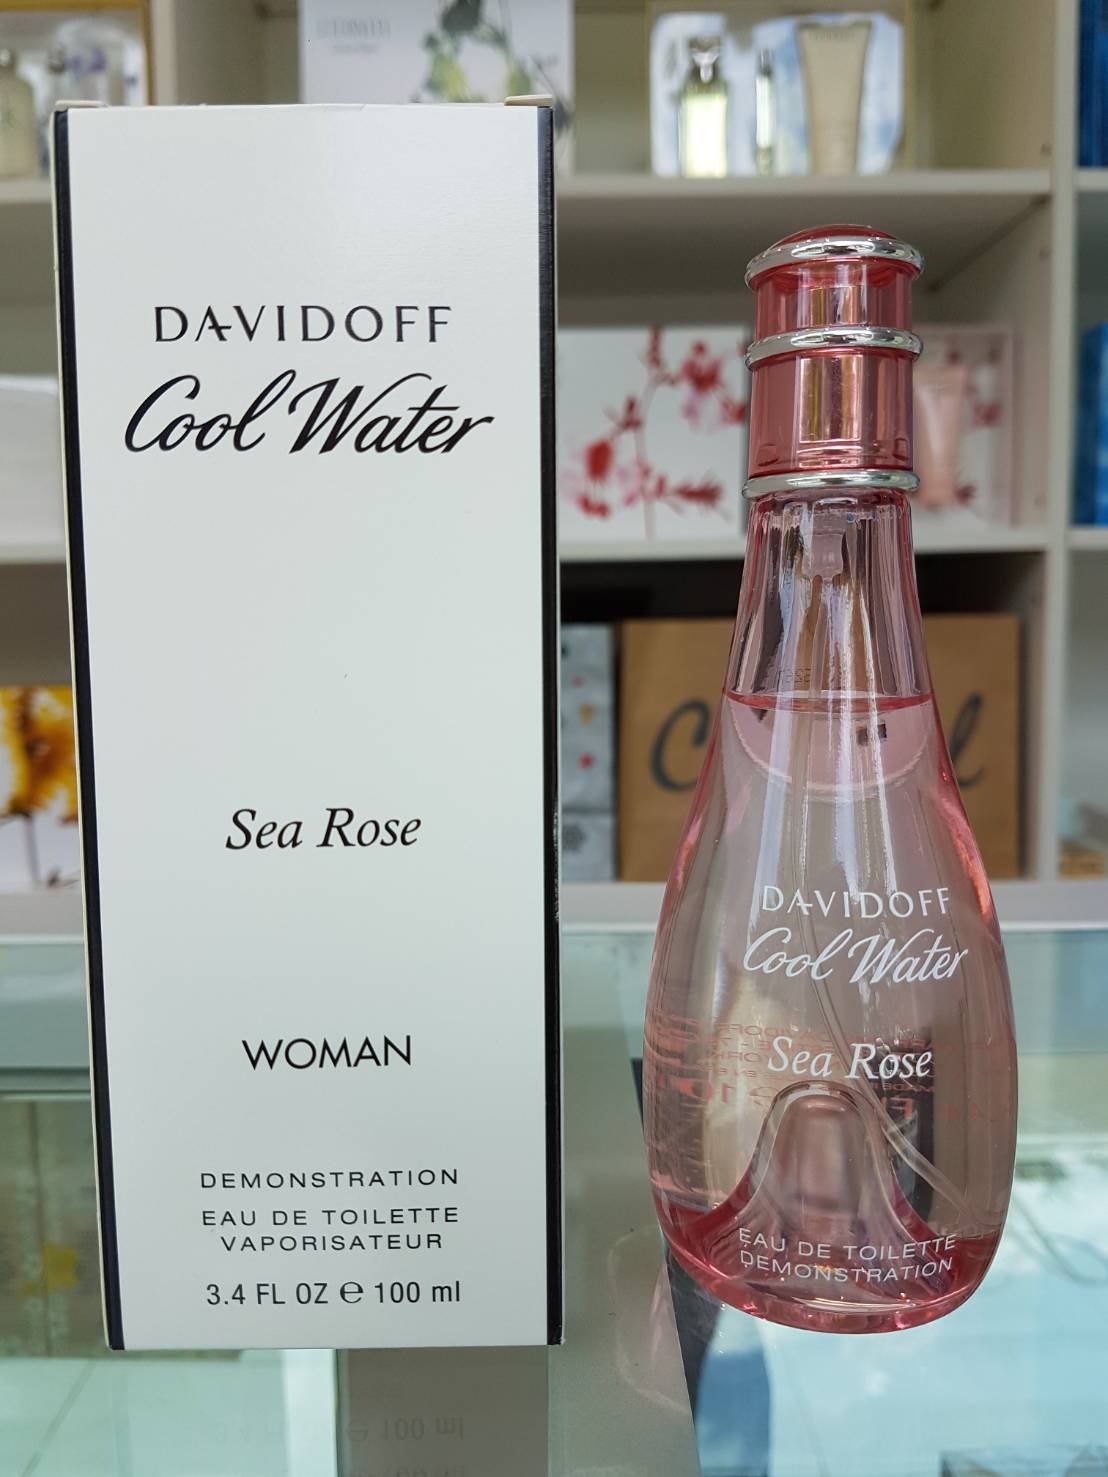 DAVIDOFF
Cool Water
Sea Rose
WOMAN
DEMONSTRATION
EAU DE TOILETTE
VAPORISATEUR
3.4 FL OZ ℮ 100 ml
DAVIDOFF
Cool Water
Sea Rose
EAU DE TOILETTE
DEMONSTRATION